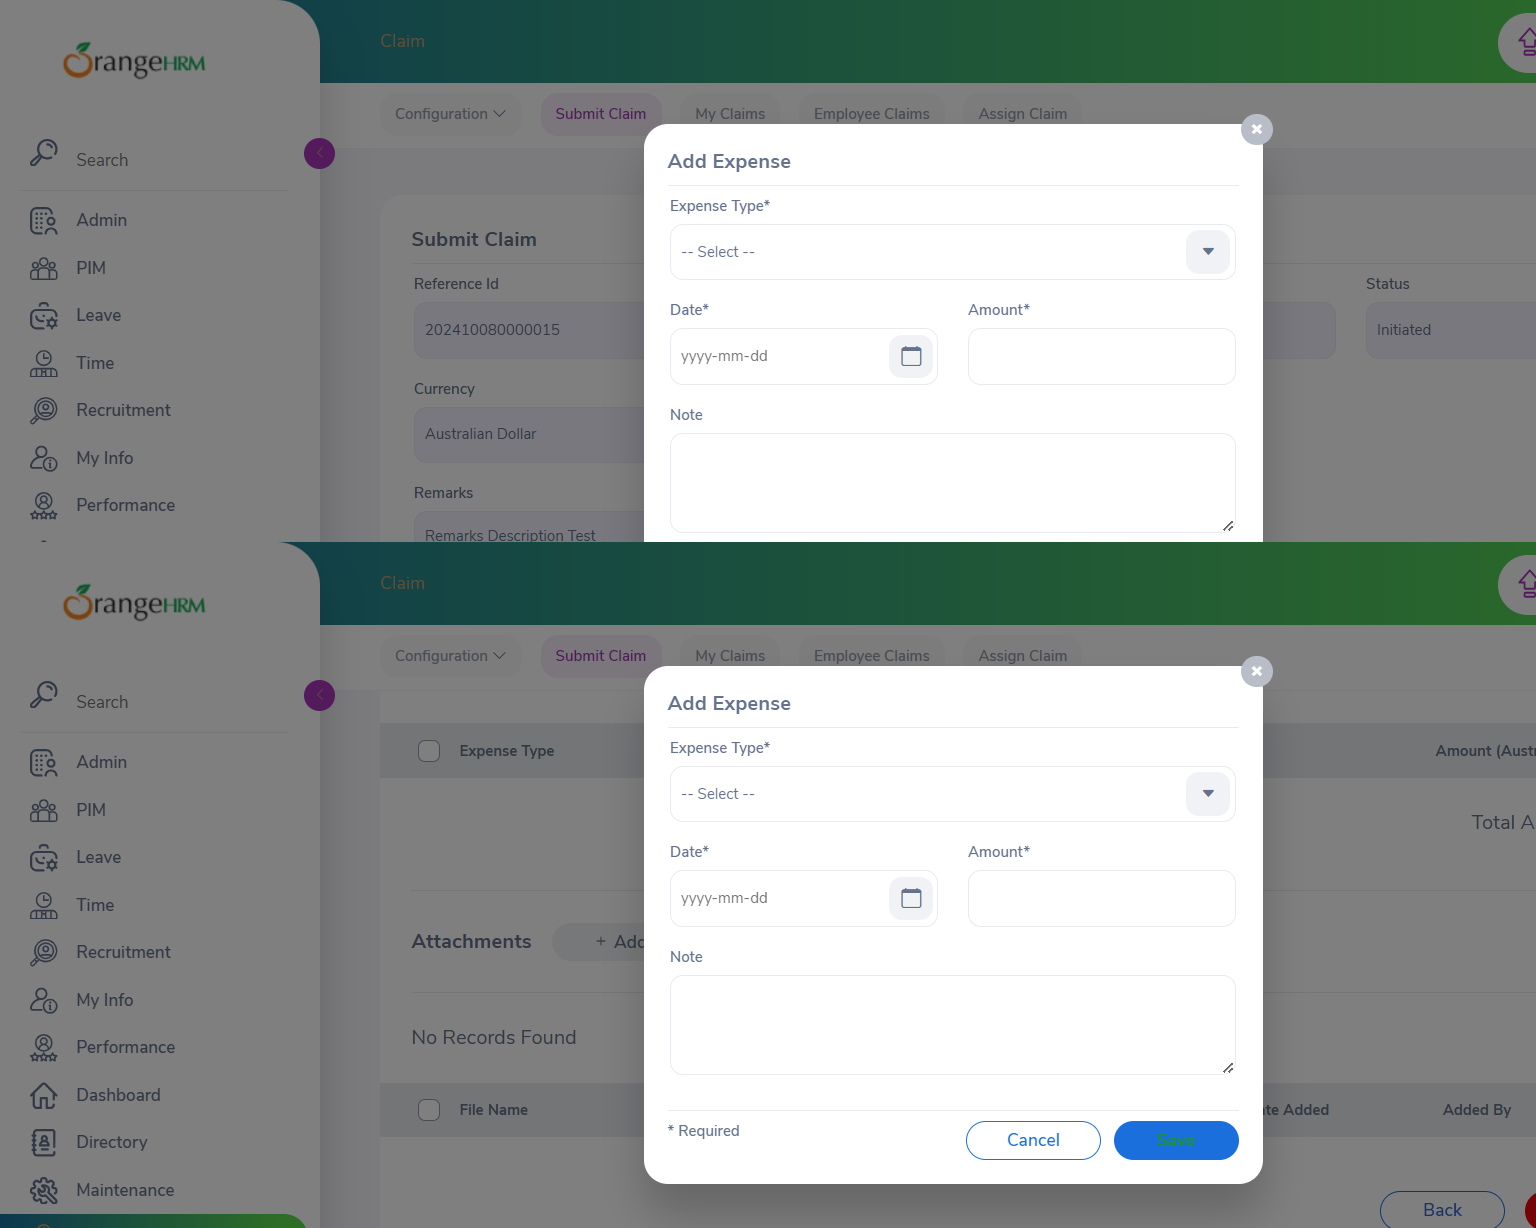 OrangeHRM
Claim
Configuration
Submit Claim
My Claims
Employee Claims
Assign Claim
Search
Admin
PIM
Leave
Time
Recruitment
My Info
Performance
Submit Claim
Reference Id
202410080000015
Currency
Australian Dollar
Remarks
Remarks Description Test
Status
Initiated
Add Expense
Expense Type*
-- Select --
Date*
Amount*
yyyy-mm-dd
Note
OrangeHRM
Claim
Configuration
Submit Claim
My Claims
Employee Claims
Assign Claim
Search
Admin
PIM
Leave
Time
Recruitment
My Info
Performance
Dashboard
Directory
Maintenance
Expense Type
Amount (Austr
Total A
Attachments
+ Add
No Records Found
File Name
te Added
Added By
Back
Add Expense
Expense Type*
-- Select --
Date*
Amount*
yyyy-mm-dd
Note
* Required
Cancel
Save